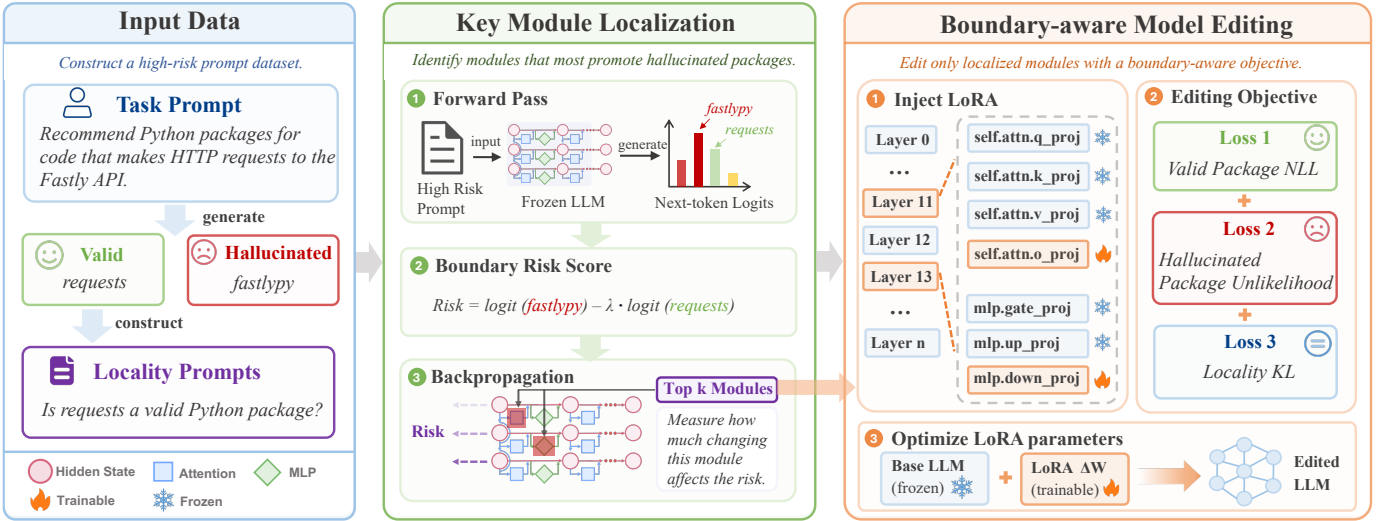 Input Data
Construct a high-risk prompt dataset.
Task Prompt
Recommend Python packages for
code that makes HTTP requests to the
Fastly API.
generate
Valid
requests
Hallucinated
fastlypy
construct
Locality Prompts
Is requests a valid Python package?
Hidden State
Attention
MLP
Trainable
Frozen
Key Module Localization
Identify modules that most promote hallucinated packages.
1 Forward Pass
High Risk
Prompt
input
Frozen LLM
generate
fastlypy
requests
Next-token Logits
2 Boundary Risk Score
Risk = logit (fastlypy) – λ · logit (requests)
3 Backpropagation
Risk
Top k Modules
Measure how
much changing
this module
affects the risk.
Boundary-aware Model Editing
Edit only localized modules with a boundary-aware objective.
1 Inject LoRA
Layer 0
...
Layer 11
Layer 12
Layer 13
...
Layer n
self.attn.q_proj
self.attn.k_proj
self.attn.v_proj
self.attn.o_proj
mlp.gate_proj
mlp.up_proj
mlp.down_proj
2 Editing Objective
Loss 1
Valid Package NLL
+
Loss 2
Hallucinated
Package Unlikelihood
+
Loss 3
Locality KL
3 Optimize LoRA parameters
Base LLM
(frozen)
+
LoRA ΔW
(trainable)
Edited
LLM